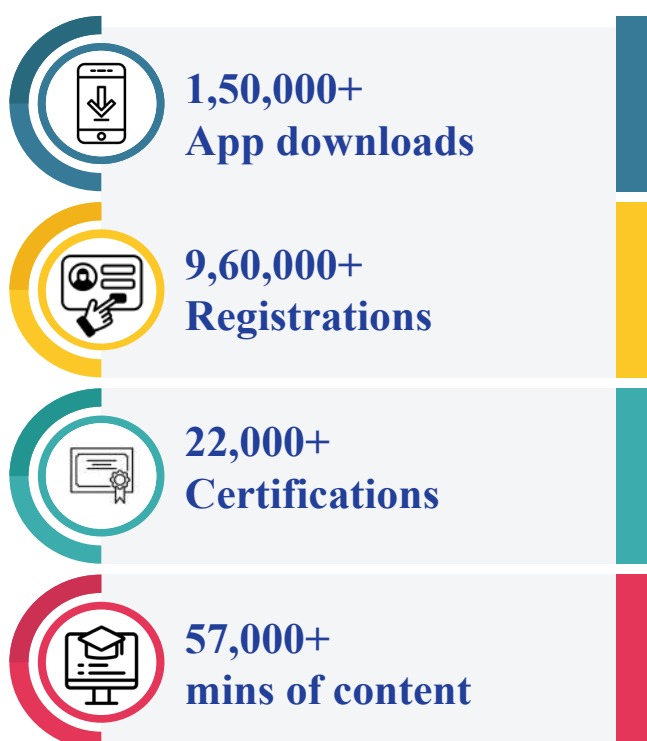 1,50,000+
App downloads
9,60,000+
Registrations
22,000+
Certifications
57,000+
mins of content